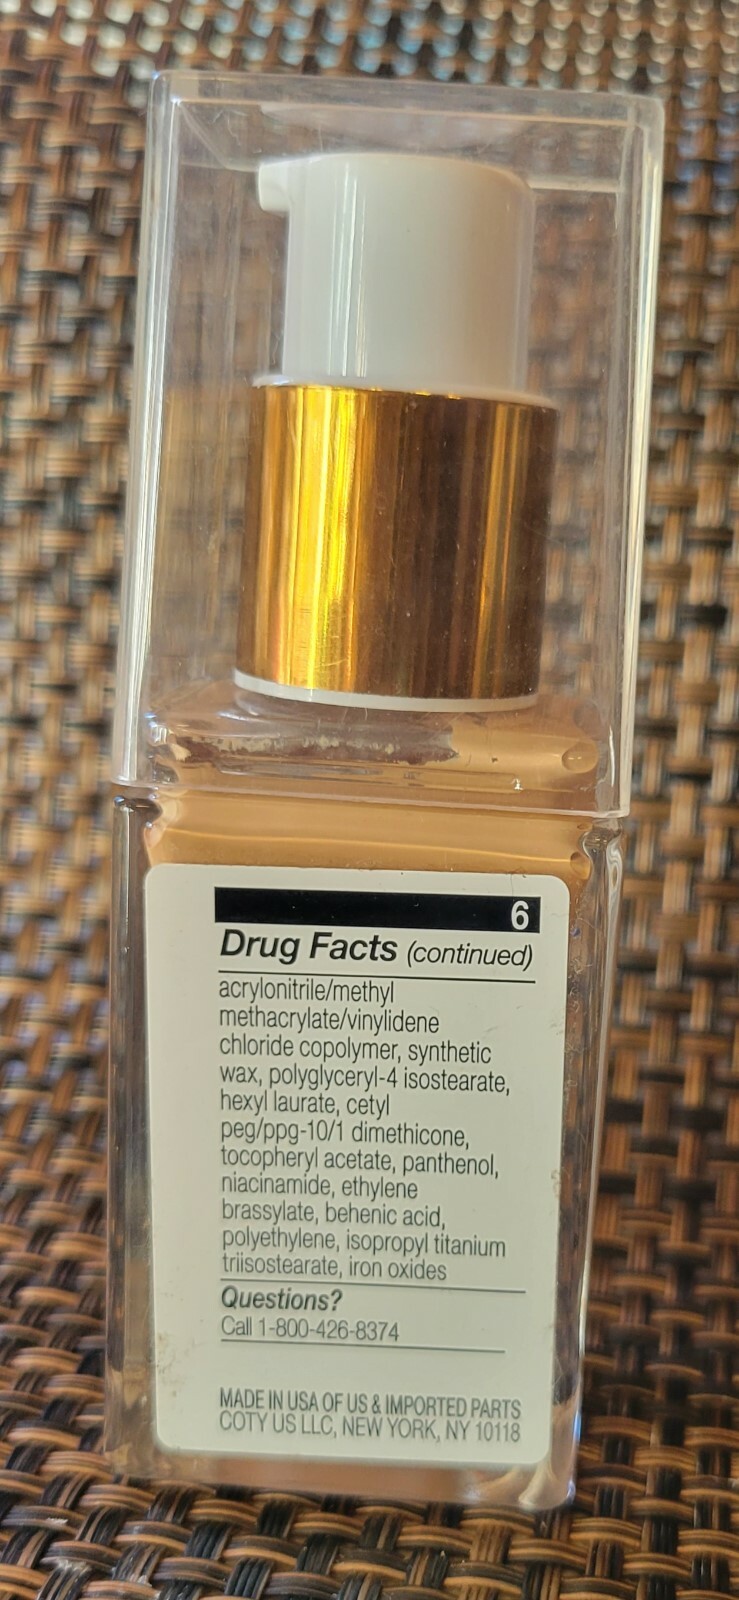 6
Drug Facts (continued)
acrylonitrile/methyl
methacrylate/vinylidene
chloride copolymer, synthetic
wax, polyglyceryl-4 isostearate,
hexyl laurate, cetyl
peg/ppg-10/1 dimethicone,
tocopheryl acetate, panthenol,
niacinamide, ethylene
brassylate, behenic acid,
polyethylene, isopropyl titanium
triisostearate, iron oxides
Questions?
Call 1-800-426-8374
MADE IN USA OF US & IMPORTED PARTS
COTY US LLC, NEW YORK, NY 10118